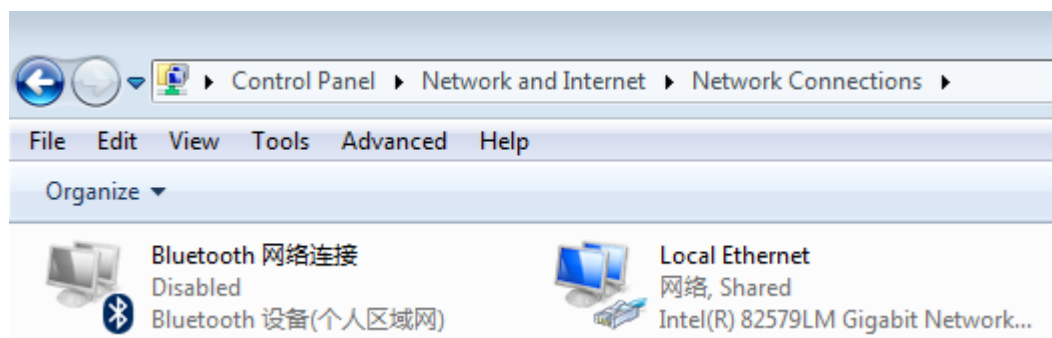 Control Panel Network and Internet Network Connections
File Edit View Tools Advanced Help
Organize
Bluetooth 网络连接
Disabled
Bluetooth 设备(个人区域网)
Local Ethernet
网络, Shared
Intel(R) 82579LM Gigabit Network...